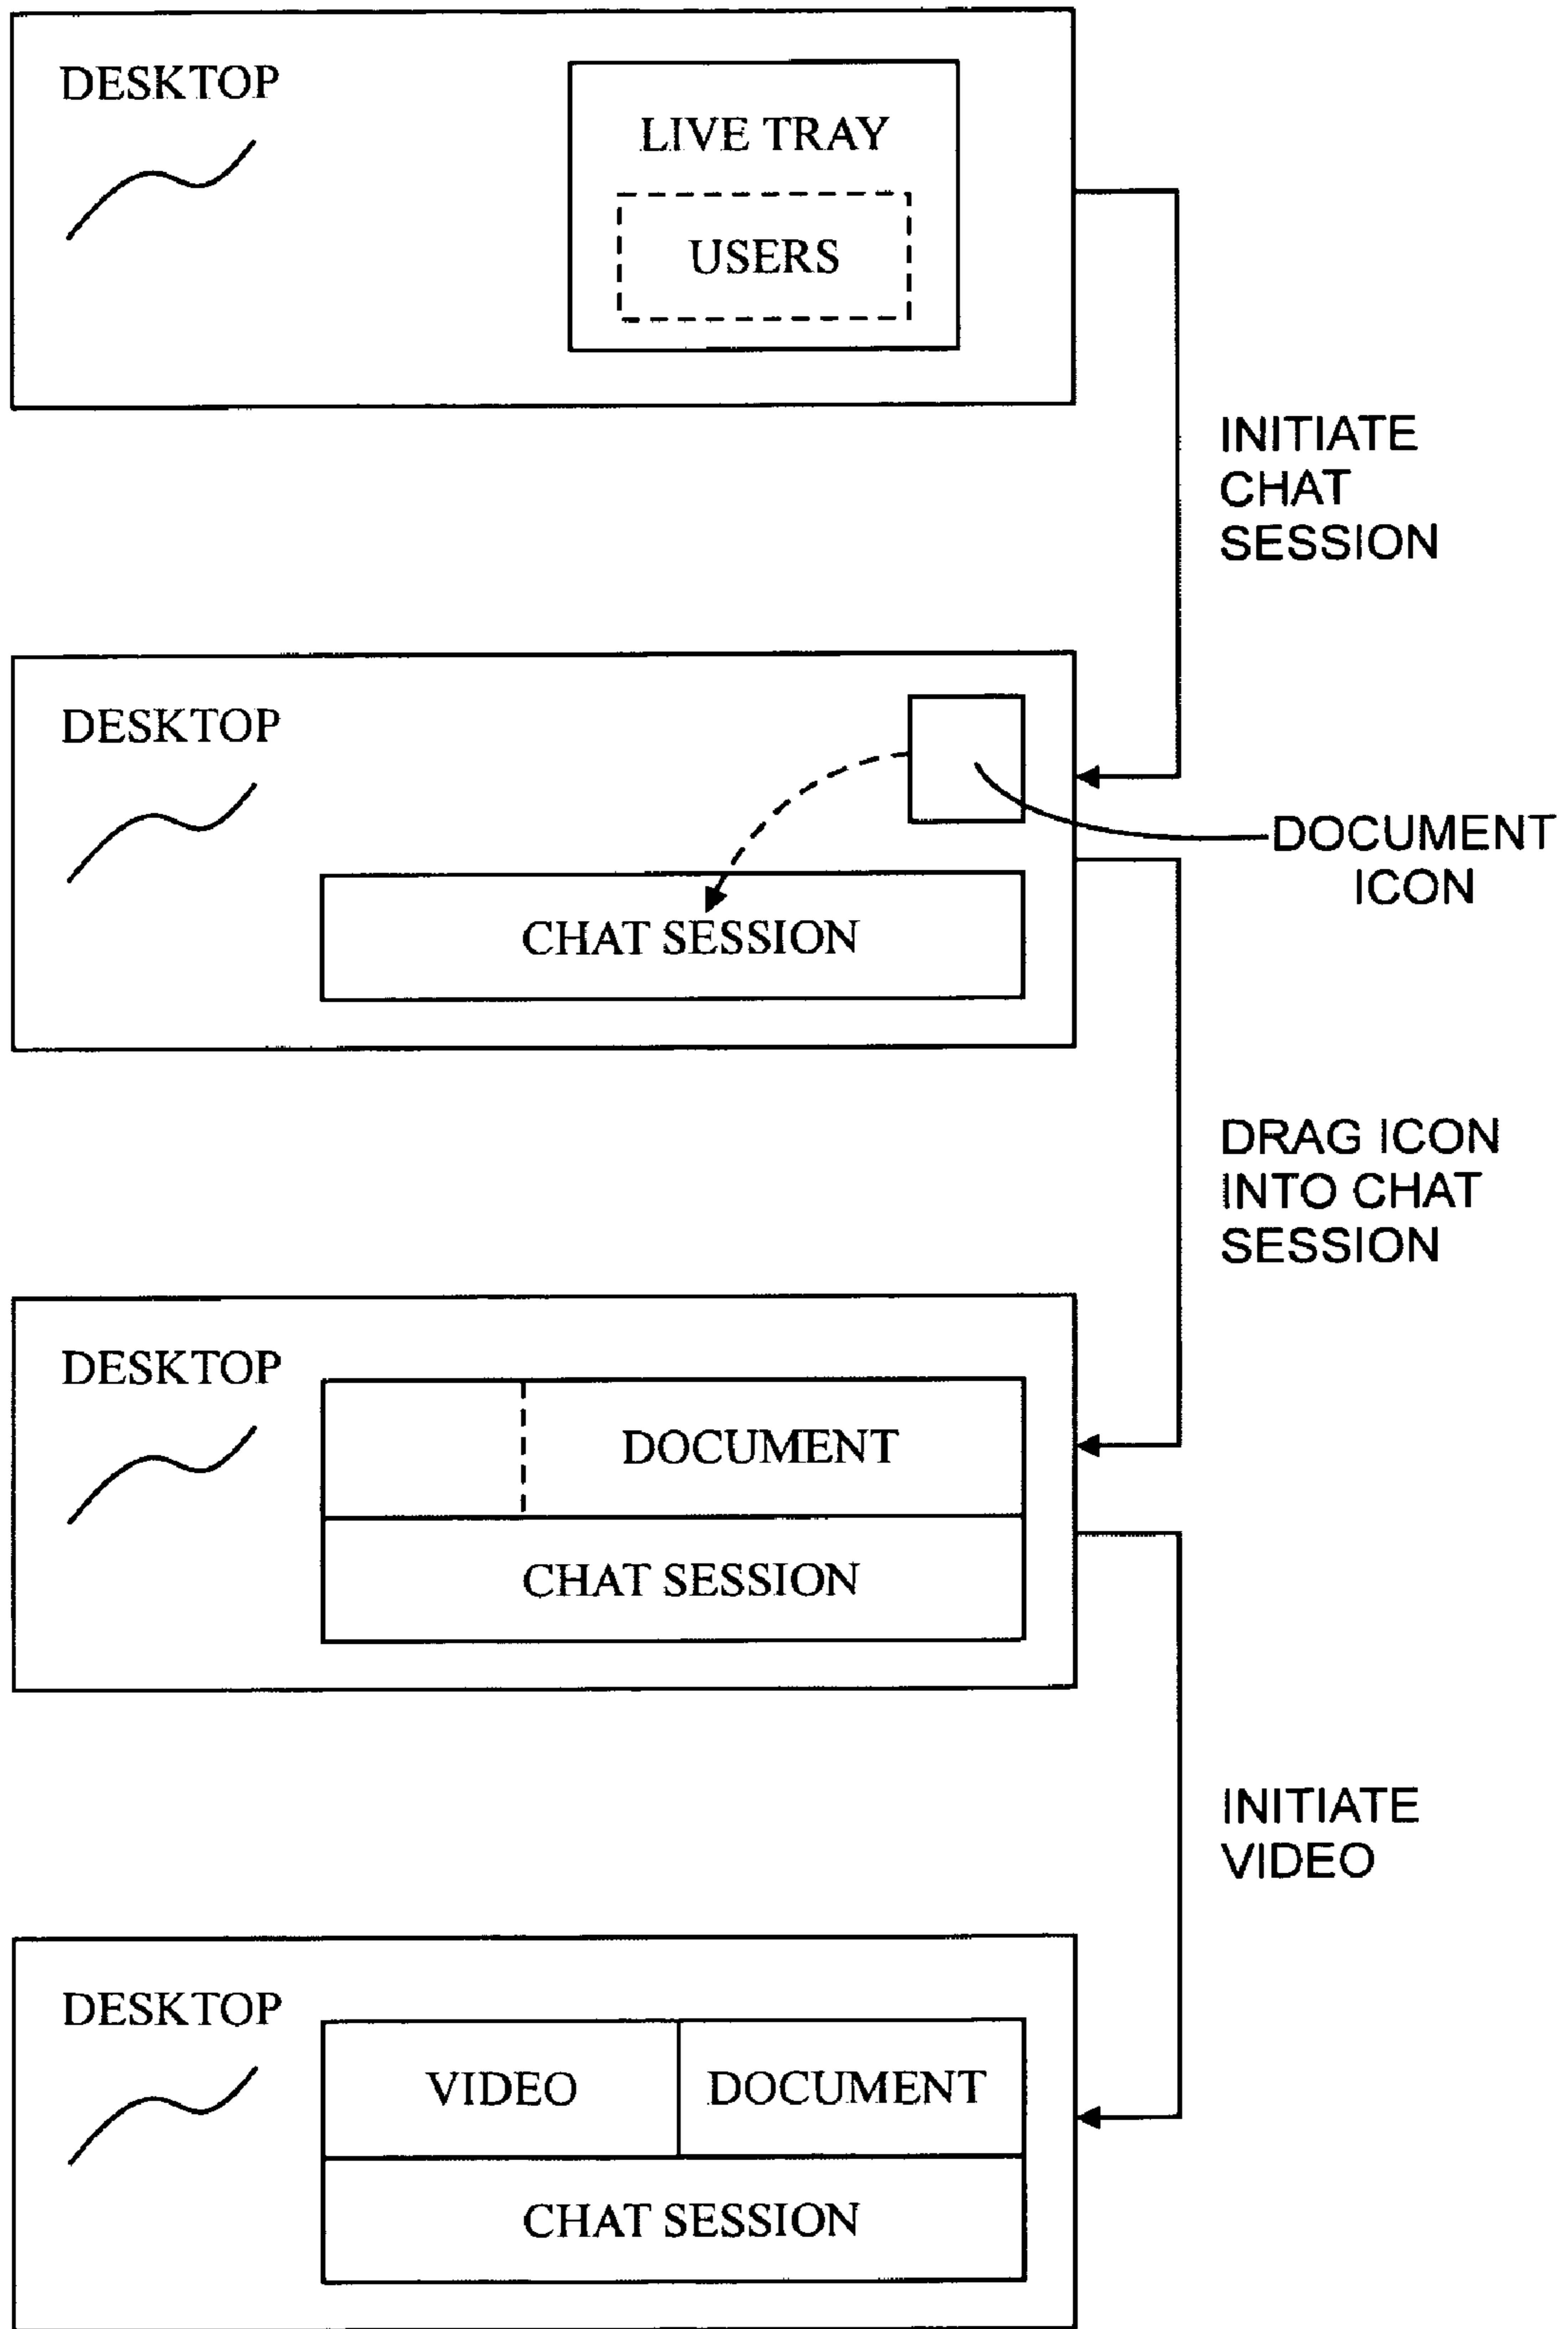 DESKTOP
LIVE TRAY
USERS
INITIATE
CHAT
SESSION
DESKTOP
DOCUMENT
ICON
CHAT SESSION
DRAG ICON
INTO CHAT
SESSION
DESKTOP
DOCUMENT
CHAT SESSION
INITIATE
VIDEO
DESKTOP
VIDEO
DOCUMENT
CHAT SESSION